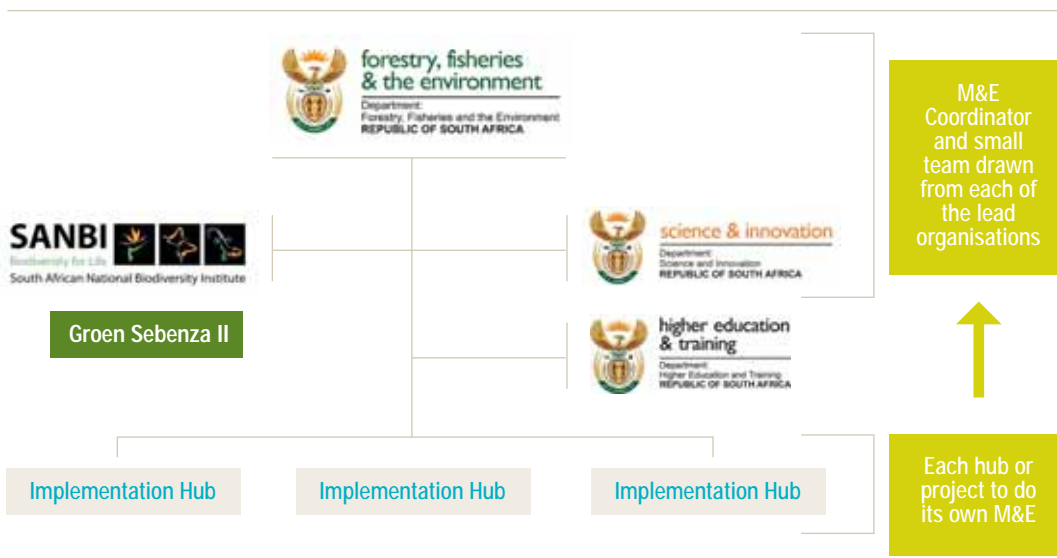 forestry, fisheries
& the environment
Department:
Forestry, Fisheries and the Environment
REPUBLIC OF SOUTH AFRICA
M&E
Coordinator
and small
team drawn
from each of
the lead
organisations
SANBI
Biodiversity for Life
South African National Biodiversity Institute
science & innovation
Department:
Science and Innovation
REPUBLIC OF SOUTH AFRICA
Groen Sebenza II
higher education
& training
Department:
Higher Education and Training
REPUBLIC OF SOUTH AFRICA
Implementation Hub
Implementation Hub
Implementation Hub
Each hub or
project to do
its own M&E